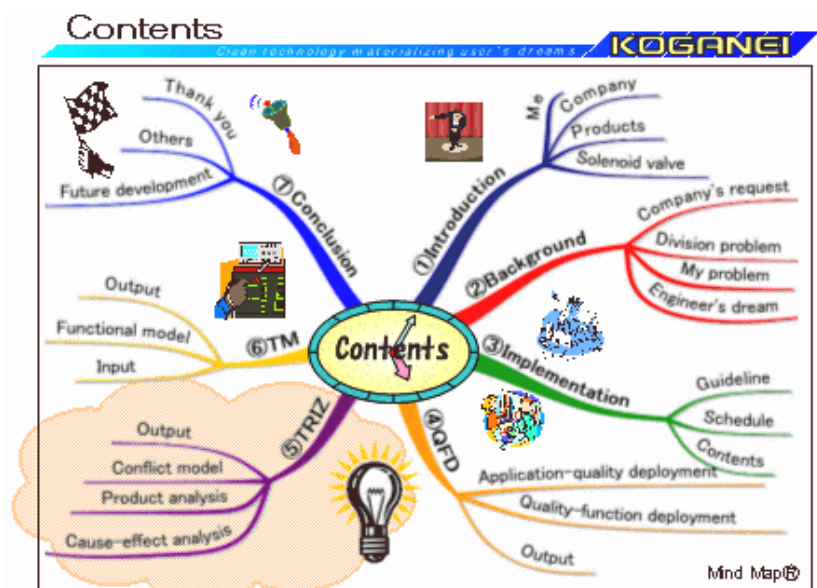 Contents
Clean technology materializing user's dreams
KOGANEI
Contents
①Introduction
Me
Company
Products
Solenoid valve
②Background
Company's request
Division problem
My problem
Engineer's dream
③Implementation
Guideline
Schedule
Contents
④QFD
Application-quality deployment
Quality-function deployment
Output
⑤TRIZ
Output
Conflict model
Product analysis
Cause-effect analysis
⑥TM
Output
Functional model
Input
⑦Conclusion
Thank you
Others
Future development
Mind Map®